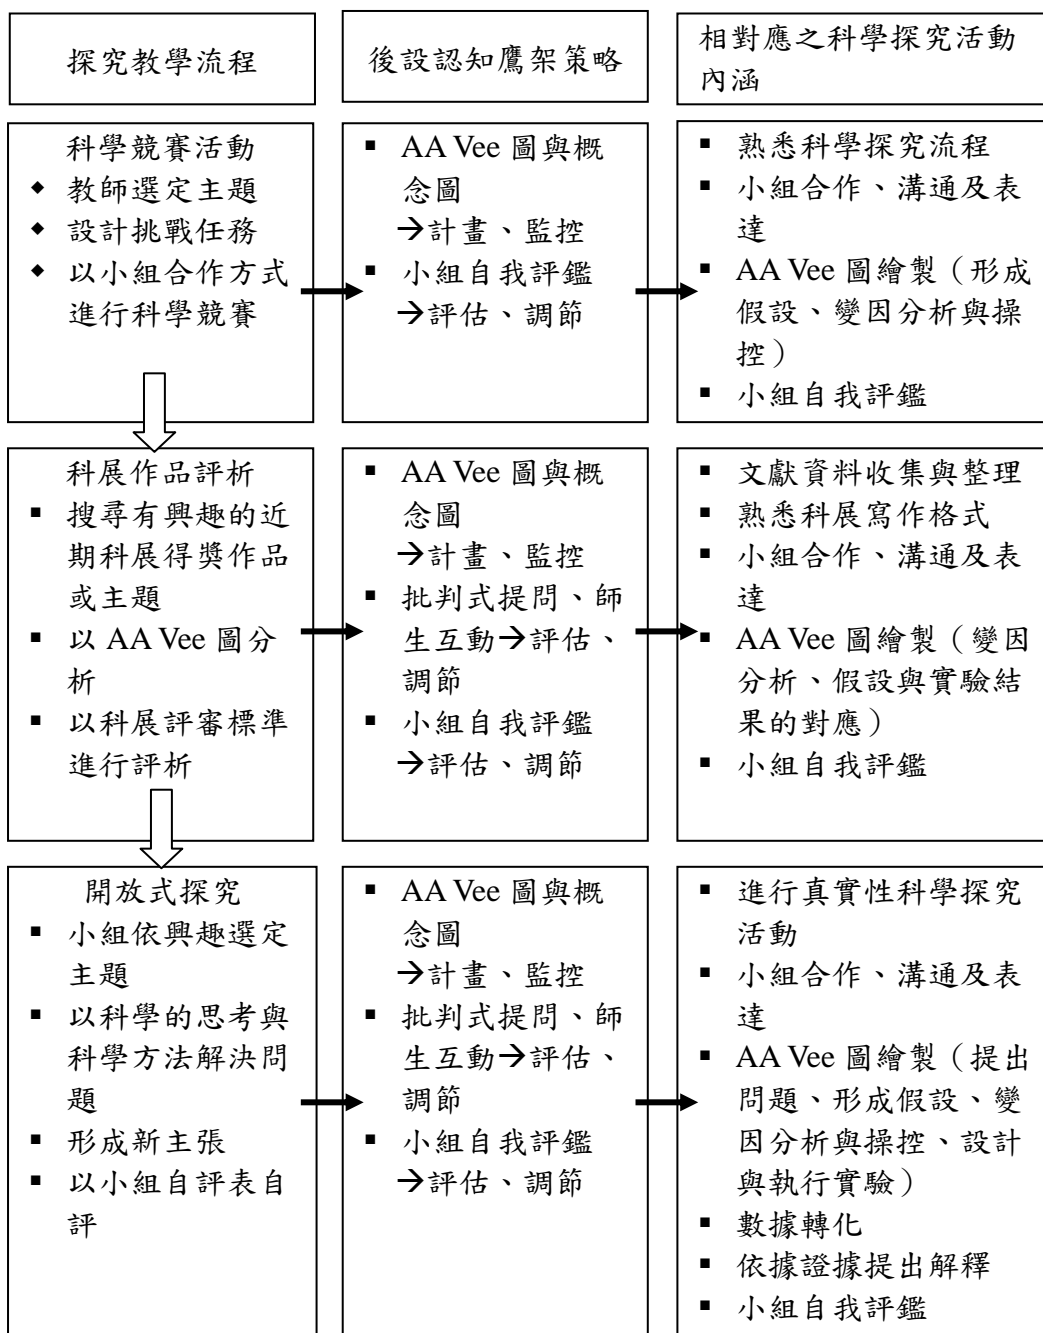 探究教學流程
後設認知鷹架策略
相對應之科學探究活動
內涵
科學競賽活動
◆ 教師選定主題
◆ 設計挑戰任務
◆ 以小組合作方式
進行科學競賽
▪ AA Vee 圖與概
念圖
→計畫、監控
▪ 小組自我評鑑
→評估、調節
▪ 熟悉科學探究流程
▪ 小組合作、溝通及表
達
▪ AA Vee 圖繪製（形成
假設、變因分析與操
控）
▪ 小組自我評鑑
科展作品評析
▪ 搜尋有興趣的近
期科展得獎作品
或主題
▪ 以 AA Vee 圖分
析
▪ 以科展評審標準
進行評析
▪ AA Vee 圖與概
念圖
→計畫、監控
▪ 批判式提問、師
生互動→評估、
調節
▪ 小組自我評鑑
→評估、調節
▪ 文獻資料收集與整理
▪ 熟悉科展寫作格式
▪ 小組合作、溝通及表
達
▪ AA Vee 圖繪製（變因
分析、假設與實驗結
果的對應）
▪ 小組自我評鑑
開放式探究
▪ 小組依興趣選定
主題
▪ 以科學的思考與
科學方法解決問
題
▪ 形成新主張
▪ 以小組自評表自
評
▪ AA Vee 圖與概
念圖
→計畫、監控
▪ 批判式提問、師
生互動→評估、
調節
▪ 小組自我評鑑
→評估、調節
▪ 進行真實性科學探究
活動
▪ 小組合作、溝通及表
達
▪ AA Vee 圖繪製（提出
問題、形成假設、變
因分析與操控、設計
與執行實驗）
▪ 數據轉化
▪ 依據證據提出解釋
▪ 小組自我評鑑